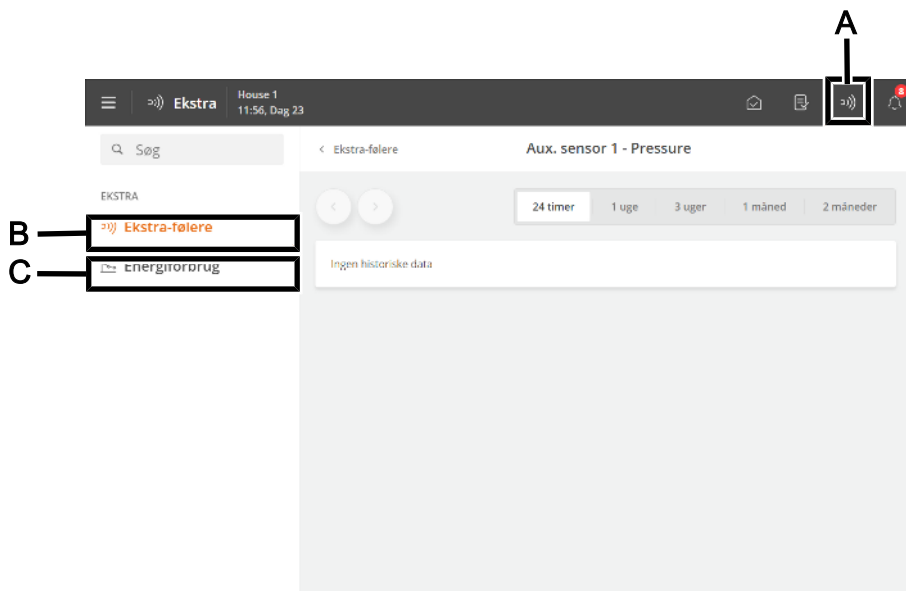 A
Ekstra
House 1
11:56, Dag 23
8
Søg
Ekstra-følere
Aux. sensor 1 - Pressure
EKSTRA
24 timer
1 uge
3 uger
1 måned
2 måneder
B
Ekstra-følere
C
Energiforbrug
Ingen historiske data